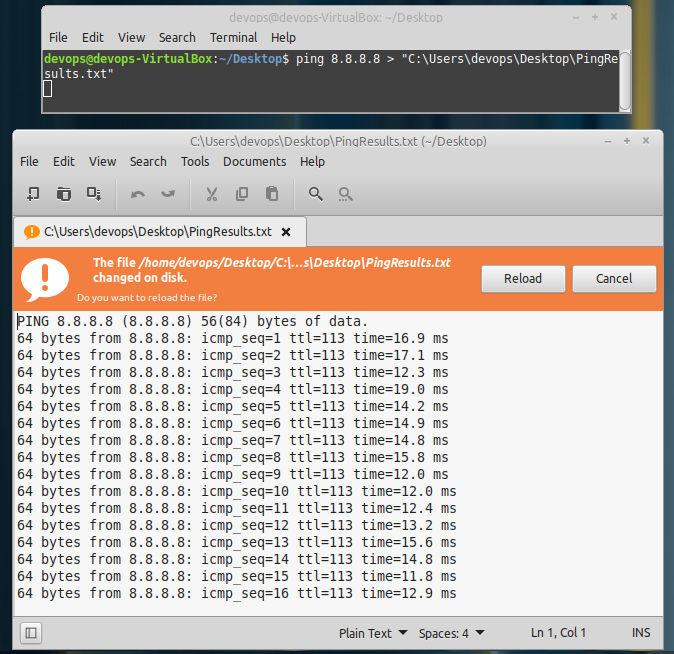 devops@devops-VirtualBox: ~/Desktop
File Edit View Search Terminal Help
devops@devops-VirtualBox:~/Desktop$ ping 8.8.8.8 > "C:\Users\devops\Desktop\PingRe
sults.txt"
C:\Users\devops\Desktop\PingResults.txt (~/Desktop)
File Edit View Search Tools Documents Help
C:\Users\devops\Desktop\PingResults.txt
The file /home/devops/Desktop/C:\...s\Desktop\PingResults.txt
changed on disk.
Do you want to reload the file?
Reload
Cancel
PING 8.8.8.8 (8.8.8.8) 56(84) bytes of data.
64 bytes from 8.8.8.8: icmp_seq=1 ttl=113 time=16.9 ms
64 bytes from 8.8.8.8: icmp_seq=2 ttl=113 time=17.1 ms
64 bytes from 8.8.8.8: icmp_seq=3 ttl=113 time=12.3 ms
64 bytes from 8.8.8.8: icmp_seq=4 ttl=113 time=19.0 ms
64 bytes from 8.8.8.8: icmp_seq=5 ttl=113 time=14.2 ms
64 bytes from 8.8.8.8: icmp_seq=6 ttl=113 time=14.9 ms
64 bytes from 8.8.8.8: icmp_seq=7 ttl=113 time=14.8 ms
64 bytes from 8.8.8.8: icmp_seq=8 ttl=113 time=15.8 ms
64 bytes from 8.8.8.8: icmp_seq=9 ttl=113 time=12.0 ms
64 bytes from 8.8.8.8: icmp_seq=10 ttl=113 time=12.0 ms
64 bytes from 8.8.8.8: icmp_seq=11 ttl=113 time=12.4 ms
64 bytes from 8.8.8.8: icmp_seq=12 ttl=113 time=13.2 ms
64 bytes from 8.8.8.8: icmp_seq=13 ttl=113 time=15.6 ms
64 bytes from 8.8.8.8: icmp_seq=14 ttl=113 time=14.8 ms
64 bytes from 8.8.8.8: icmp_seq=15 ttl=113 time=11.8 ms
64 bytes from 8.8.8.8: icmp_seq=16 ttl=113 time=12.9 ms
Plain Text Spaces: 4 Ln 1, Col 1 INS